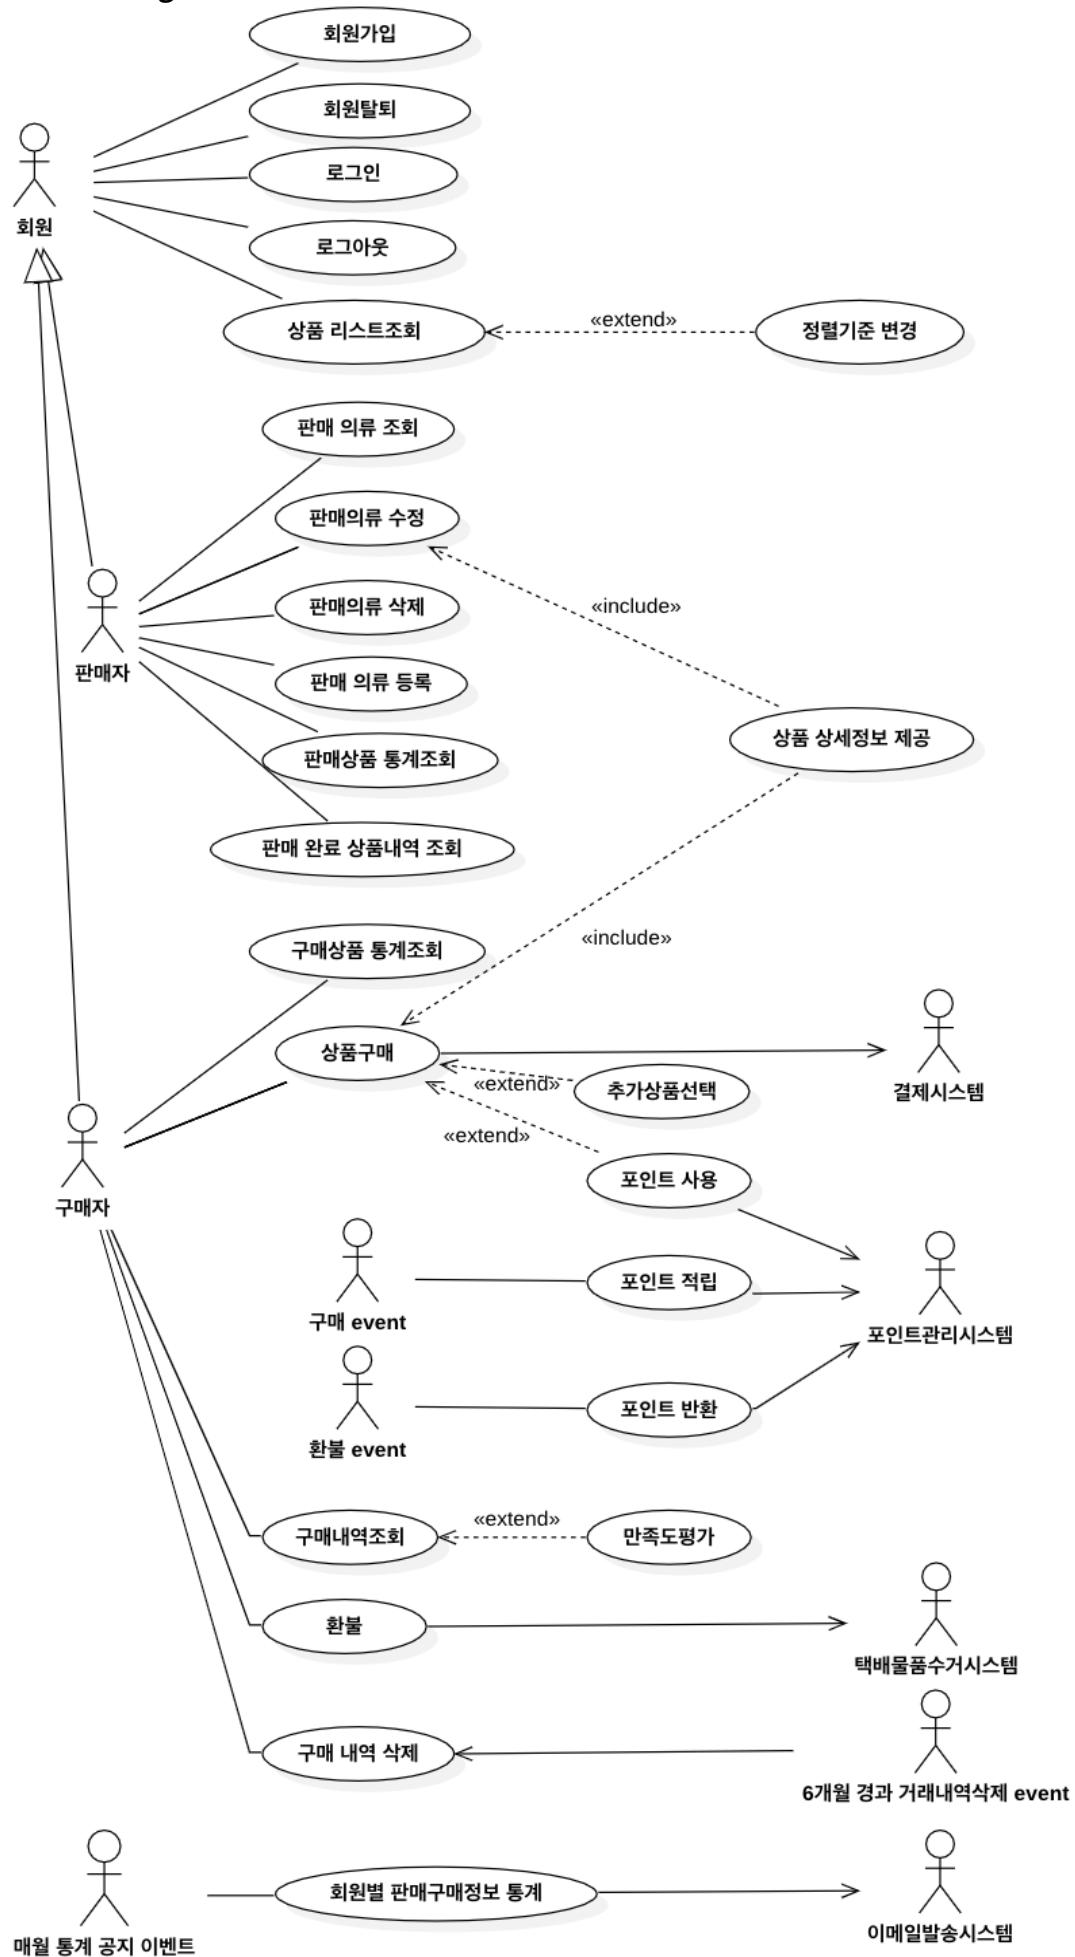 회원가입
회원탈퇴
로그인
회원
로그아웃
상품 리스트조회
«extend»
정렬기준 변경
판매 의류 조회
판매의류 수정
«include»
판매의류 삭제
판매자
판매 의류 등록
상품 상세정보 제공
판매상품 통계조회
판매 완료 상품내역 조회
«include»
구매상품 통계조회
상품구매
«extend»
추가상품선택
결제시스템
«extend»
포인트 사용
구매자
포인트 적립
구매 event
포인트관리시스템
포인트 반환
환불 event
구매내역조회
«extend»
만족도평가
환불
택배물품수거시스템
구매 내역 삭제
6개월 경과 거래내역삭제 event
회원별 판매구매정보 통계
이메일발송시스템
매월 통계 공지 이벤트